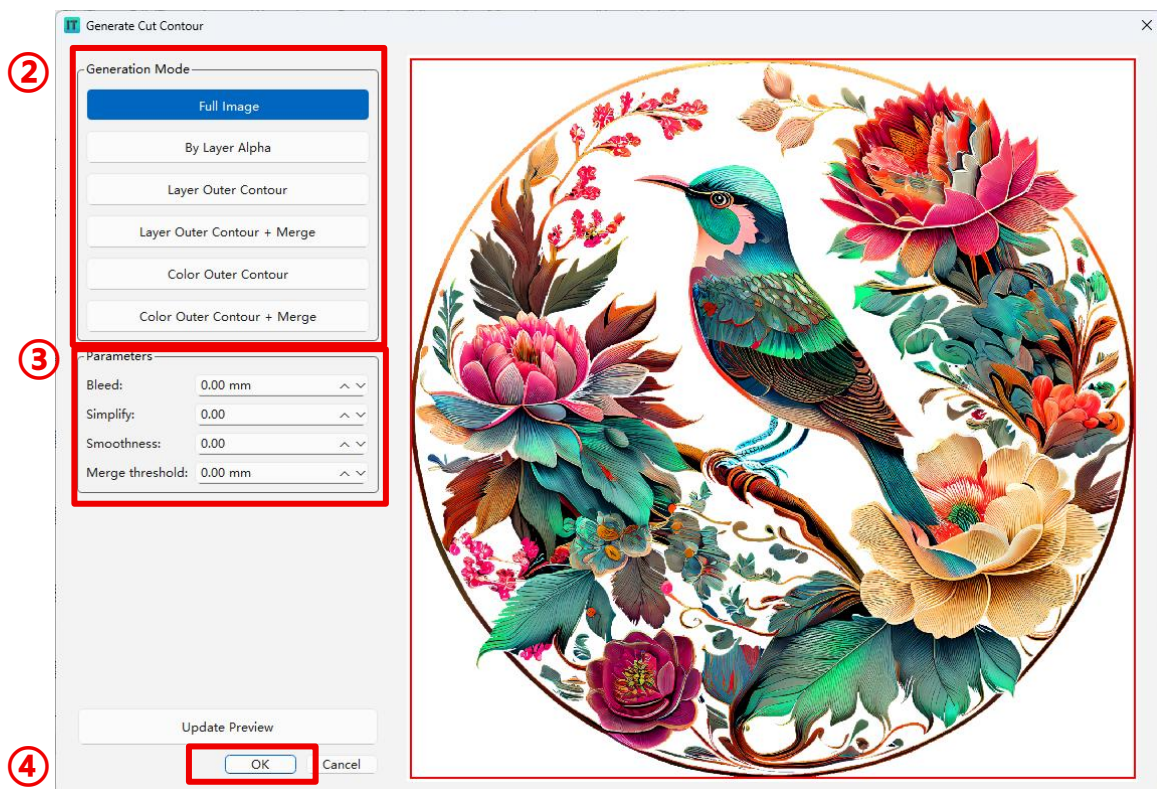 IT Generate Cut Contour
②
Generation Mode
Full Image
By Layer Alpha
Layer Outer Contour
Layer Outer Contour + Merge
Color Outer Contour
Color Outer Contour + Merge
③
Parameters
Bleed: 0.00 mm
Simplify: 0.00
Smoothness: 0.00
Merge threshold: 0.00 mm
Update Preview
④
OK Cancel